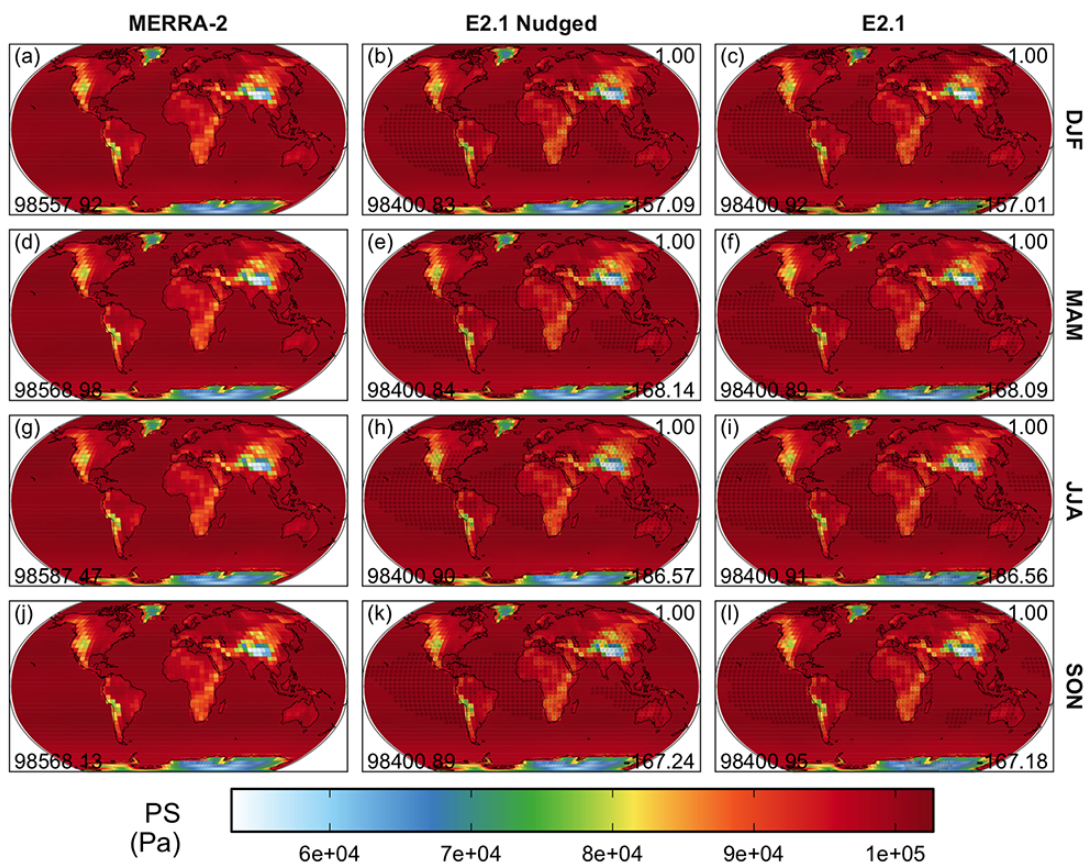 MERRA-2 E2.1 Nudged E2.1
(a) (b) 1.00 (c) 1.00
98557.92 98400.83 -157.09 98400.92 -157.01
DJF
(d) (e) 1.00 (f) 1.00
98568.98 98400.84 -168.14 98400.89 -168.09
MAM
(g) (h) 1.00 (i) 1.00
98587.47 98400.90 -186.57 98400.91 -186.56
JJA
(j) (k) 1.00 (l) 1.00
98568.13 98400.89 -167.24 98400.95 -167.18
SON
PS
(Pa)
6e+04 7e+04 8e+04 9e+04 1e+05